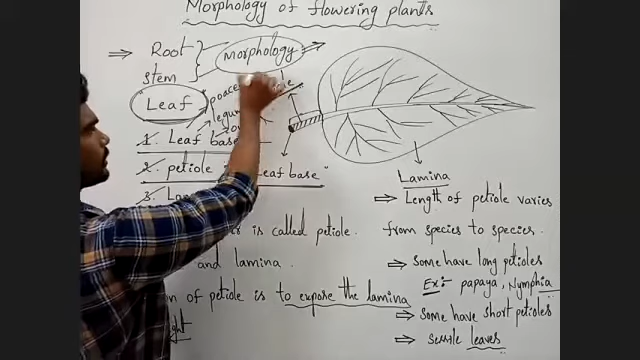 Morphology of flowering plants
⇒ Root
Morphology
stem
"Leaf"
1. Leaf base
2. petiole
Leaf base"
3.
is called petiole.
and lamina.
of petiole is to expose the lamina
Lamina
⇒ Length of petiole varies
from species to species.
⇒ some have long petioles
Ex:- papaya, Nymphia
⇒ some have short petioles
⇒ sessile leaves